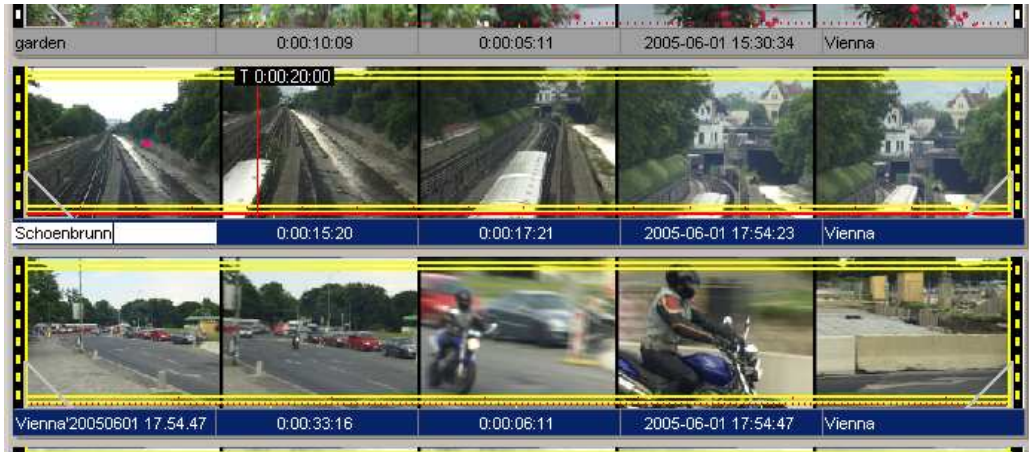 garden 0:00:10:09 0:00:05:11 2005-06-01 15:30:34 Vienna
T 0:00:20:00
Schoenbrunn 0:00:15:20 0:00:17:21 2005-06-01 17:54:23 Vienna
Vienna'20050601 17.54.47 0:00:33:16 0:00:06:11 2005-06-01 17:54:47 Vienna